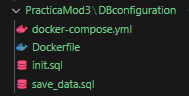 PracticaMod3\DBconfiguration
docker-compose.yml
Dockerfile
init.sql
save_data.sql